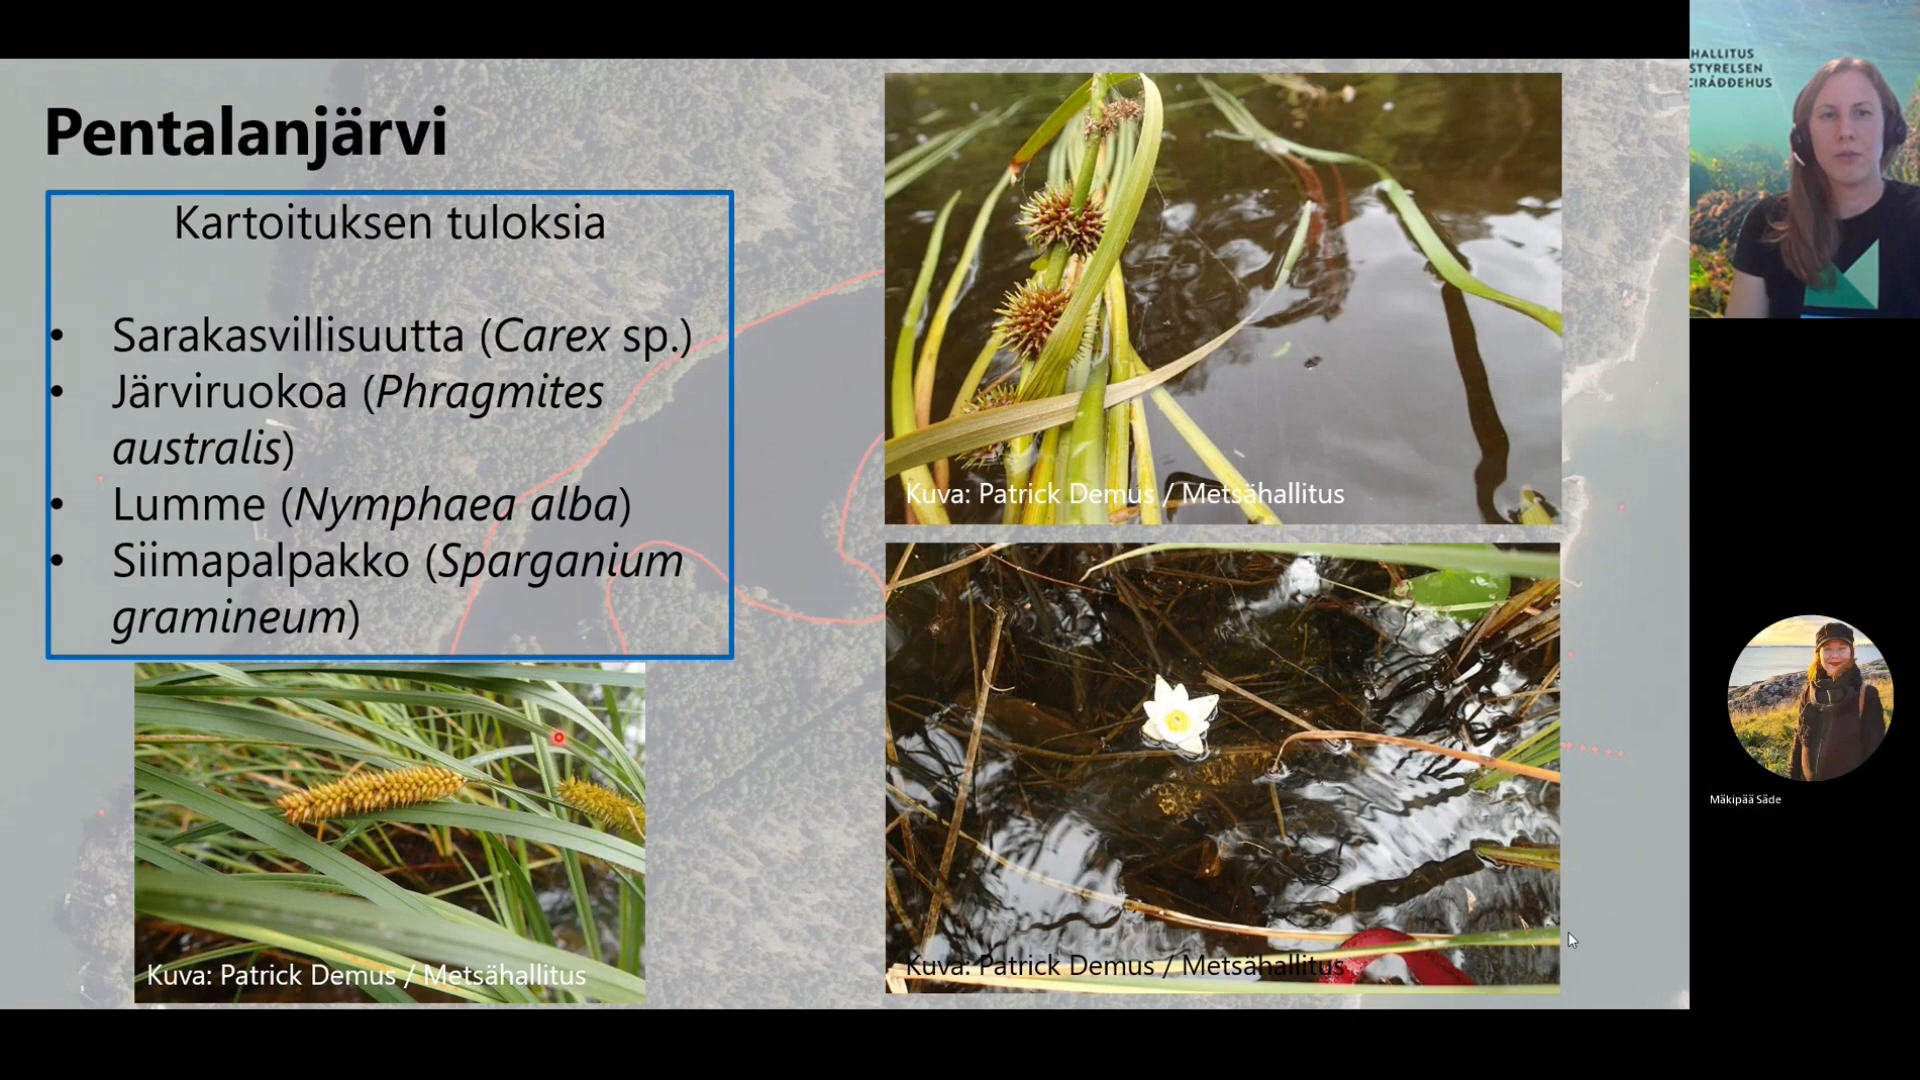 Pentalanjärvi
Kartoituksen tuloksia
• Sarakasvillisuutta (Carex sp.)
• Järviruokoa (Phragmites
australis)
• Lumme (Nymphaea alba)
• Siimapalpakko (Sparganium
gramineum)
Kuva: Patrick Demus / Metsähallitus
Kuva: Patrick Demus / Metsähallitus
Kuva: Patrick Demus / Metsähallitus
HALLITUS
STYRELSEN
CIRÁĐĐEHUS
Mäkipää Säde